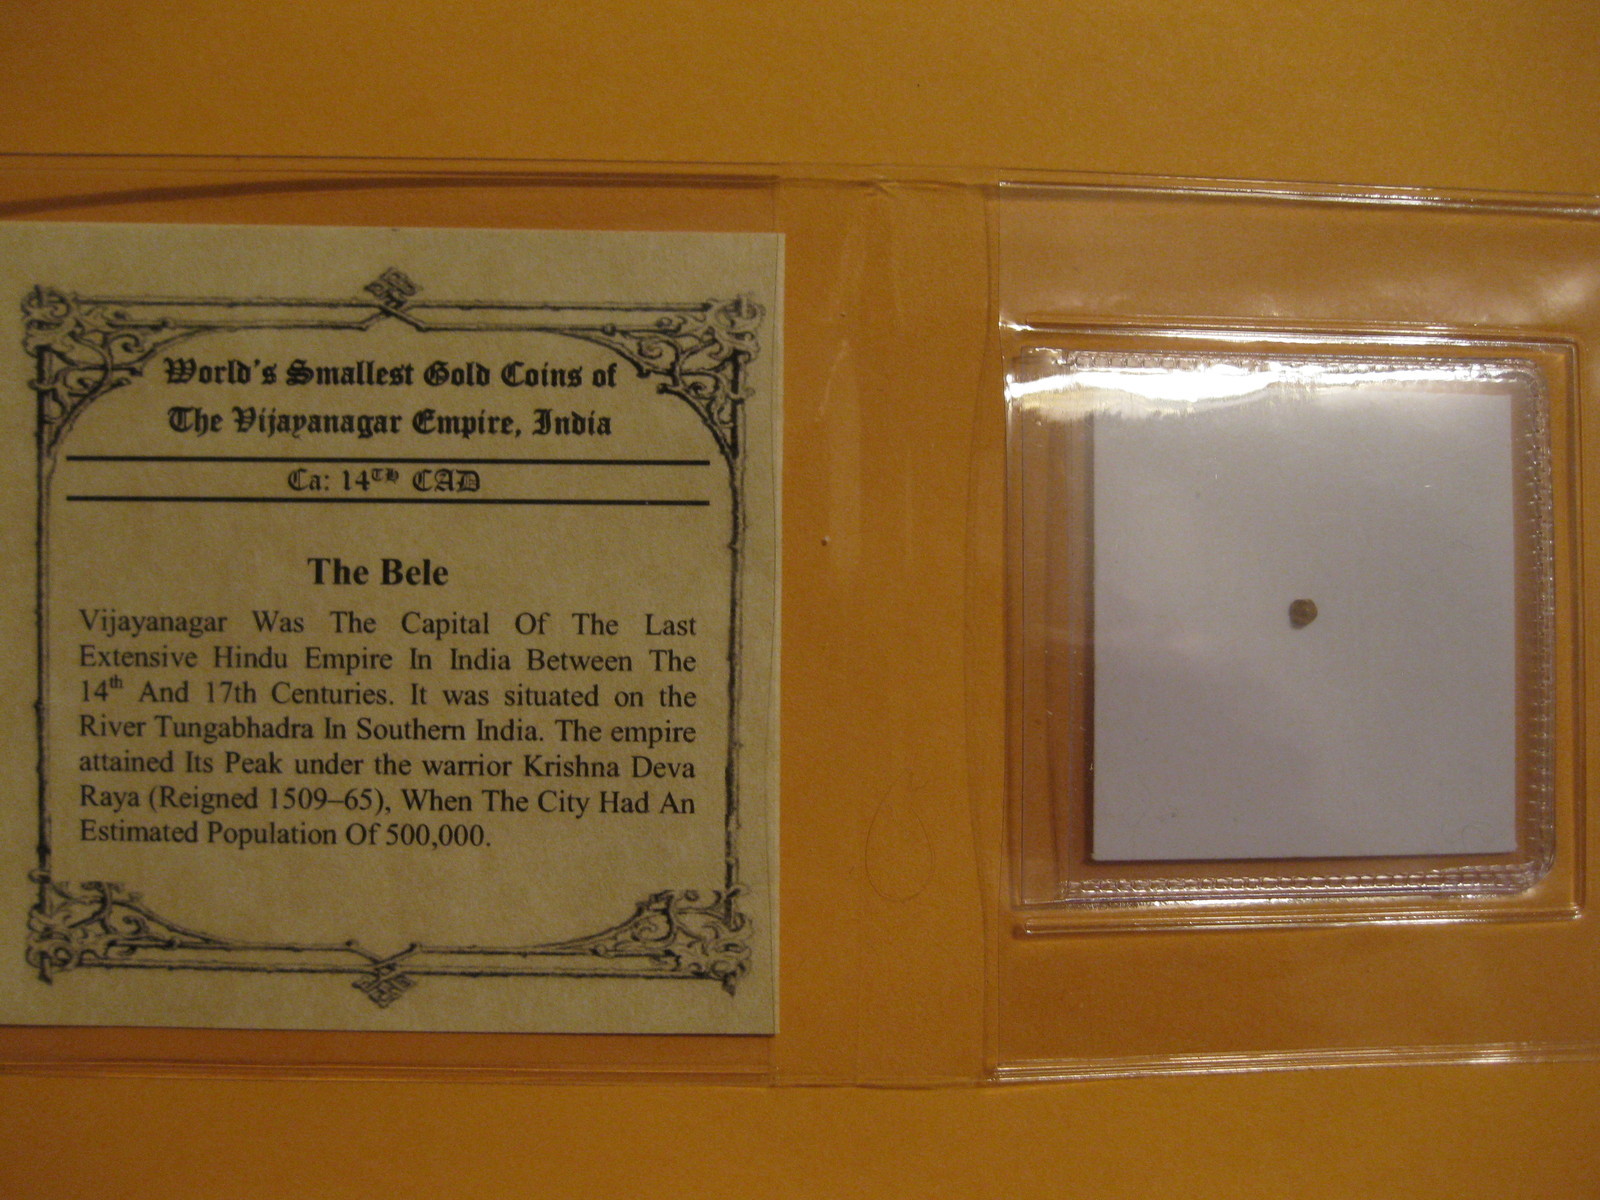 World's Smallest Gold Coins of
The Vijayanagar Empire, India
Ca: 14TH CAD
The Bele
Vijayanagar Was The Capital Of The Last
Extensive Hindu Empire In India Between The
14th And 17th Centuries. It was situated on the
River Tungabhadra In Southern India. The empire
attained Its Peak under the warrior Krishna Deva
Raya (Reigned 1509–65), When The City Had An
Estimated Population Of 500,000.